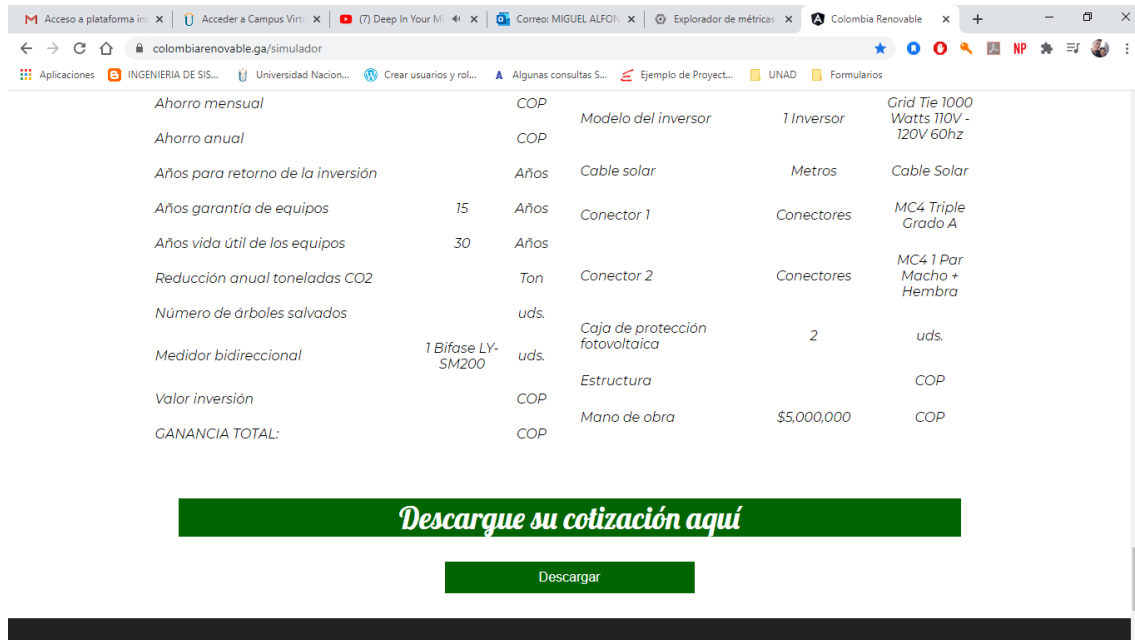 Acceso a plataforma ins
Acceder a Campus Virtu
(7) Deep In Your Mi
Correo: MIGUEL ALFON
Explorador de métricas
Colombia Renovable
colombiarenovable.ga/simulador
NP
Aplicaciones
INGENIERIA DE SIS...
Universidad Nacion...
Crear usuarios y rol...
Algunas consultas S...
Ejemplo de Proyect...
UNAD
Formularios
Ahorro mensual COP
Ahorro anual COP
Años para retorno de la inversión Años
Años garantía de equipos 15 Años
Años vida útil de los equipos 30 Años
Reducción anual toneladas CO2 Ton
Número de árboles salvados uds.
Medidor bidireccional 1 Bifase LY-
SM200 uds.
Valor inversión COP
GANANCIA TOTAL: COP
Modelo del inversor 1 Inversor Grid Tie 1000
Watts 110V -
120V 60hz
Cable solar Metros Cable Solar
Conector 1 Conectores MC4 Triple
Grado A
Conector 2 Conectores MC4 1 Par
Macho +
Hembra
Caja de protección
fotovoltaica 2 uds.
Estructura COP
Mano de obra $5,000,000 COP
Descargue su cotización aquí
Descargar